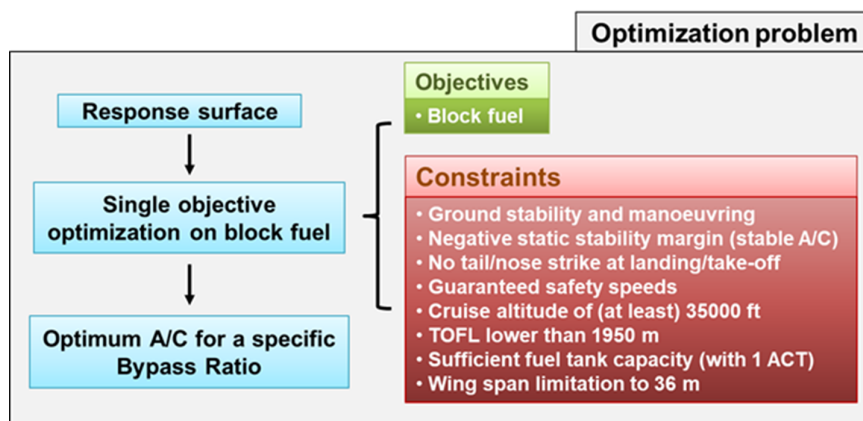 Optimization problem
Response surface
Single objective
optimization on block fuel
Optimum A/C for a specific
Bypass Ratio
Objectives
• Block fuel
Constraints
• Ground stability and manoeuvring
• Negative static stability margin (stable A/C)
• No tail/nose strike at landing/take-off
• Guaranteed safety speeds
• Cruise altitude of (at least) 35000 ft
• TOFL lower than 1950 m
• Sufficient fuel tank capacity (with 1 ACT)
• Wing span limitation to 36 m